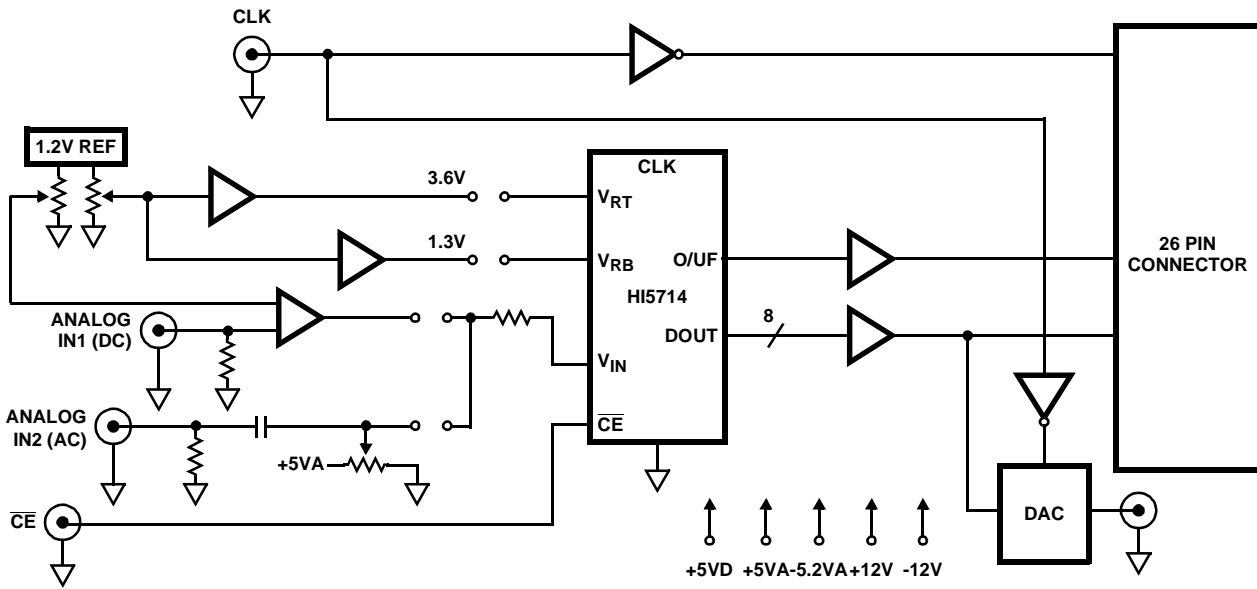 CLK
1.2V REF
3.6V
1.3V
CLK
VRT
VRB
O/UF
HI5714
DOUT
8
VIN
CE
26 PIN
CONNECTOR
ANALOG
IN1 (DC)
ANALOG
IN2 (AC)
+5VA
CE
DAC
+5VD +5VA -5.2VA +12V -12V